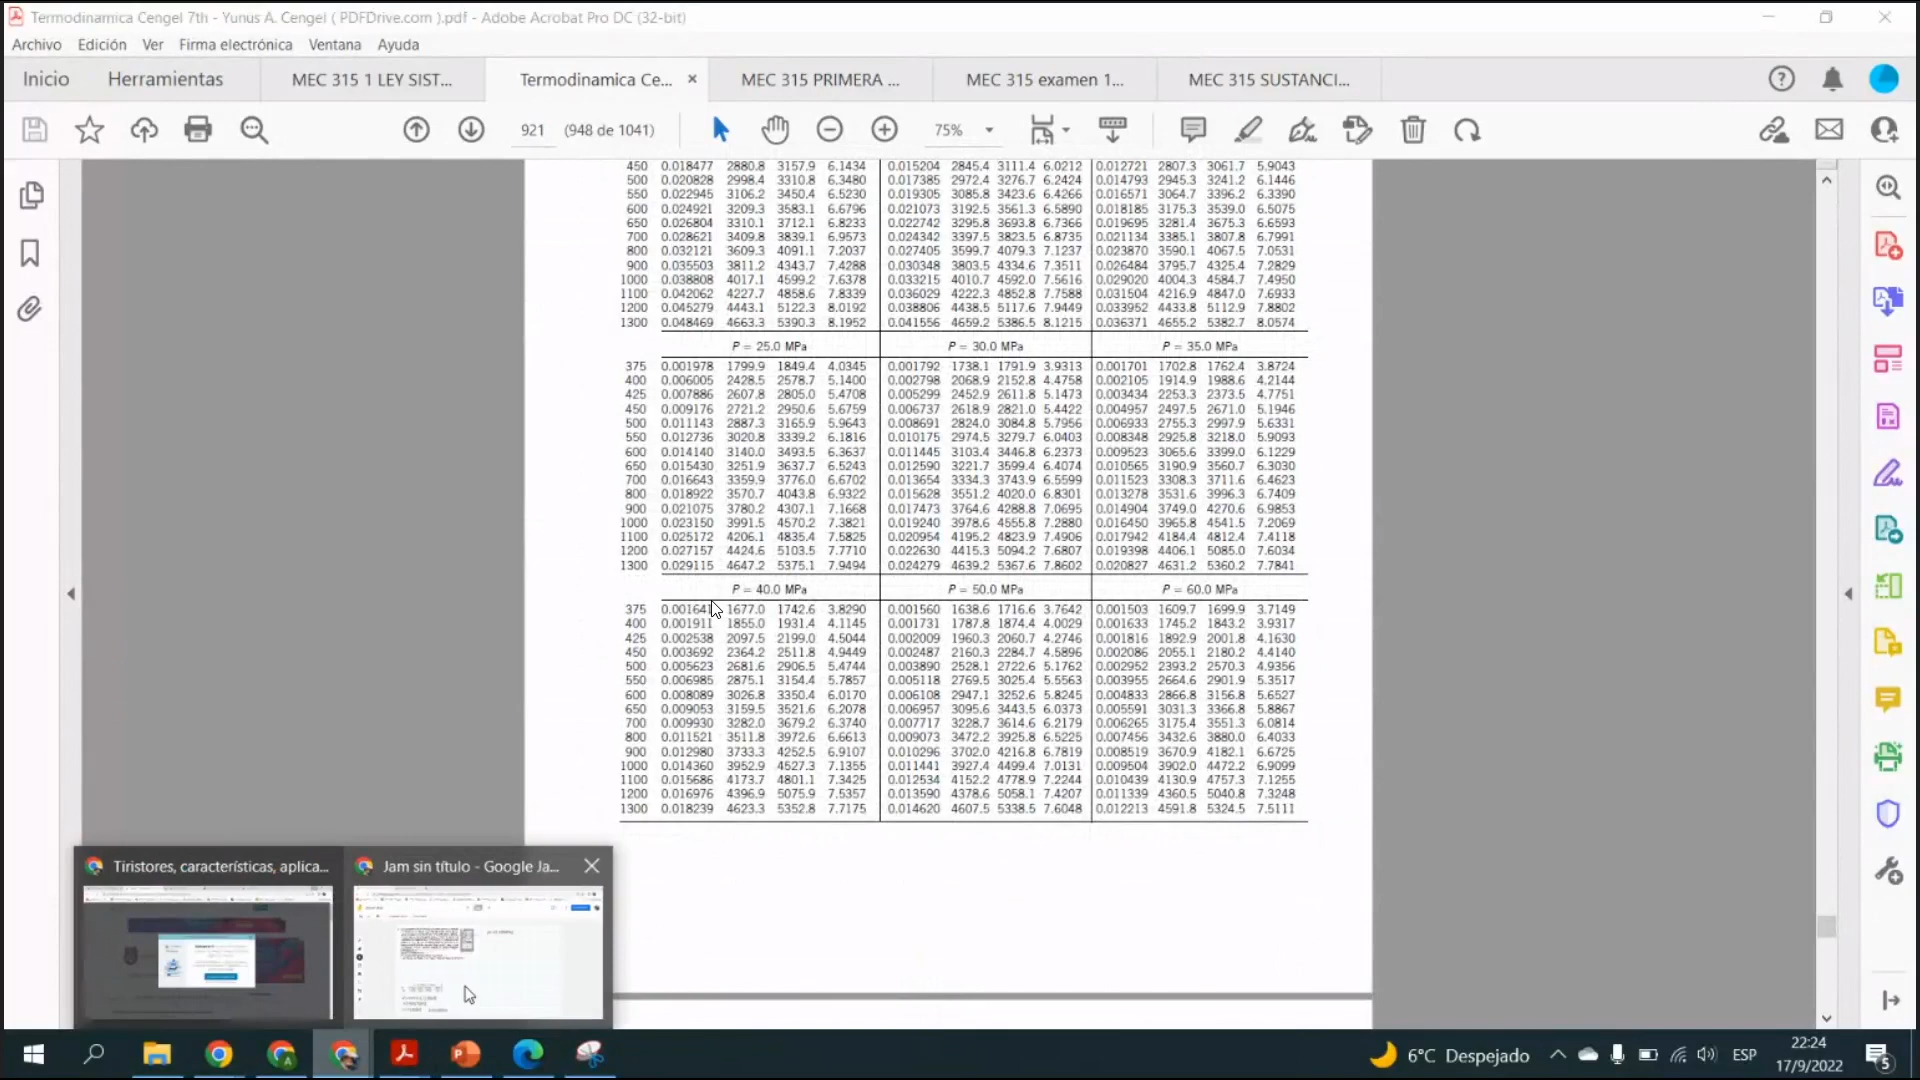 Termodinamica Cengel 7th - Yunus A. Cengel ( PDFDrive.com ).pdf - Adobe Acrobat Pro DC (32-bit)
Archivo Edición Ver Firma electrónica Ventana Ayuda
Inicio Herramientas MEC 315 1 LEY SIST... Termodinamica Ce... × MEC 315 PRIMERA ... MEC 315 examen 1... MEC 315 SUSTANCI...
921 (948 de 1041) 75%
450 0.018477 2880.8 3157.9 6.1434 0.015204 2845.4 3111.4 6.0212 0.012721 2807.3 3061.7 5.9043
500 0.020828 2998.4 3310.8 6.3480 0.017385 2972.4 3276.7 6.2424 0.014793 2945.3 3241.2 6.1446
550 0.022945 3106.2 3450.4 6.5230 0.019305 3085.8 3423.6 6.4266 0.016571 3064.7 3396.2 6.3390
600 0.024921 3209.3 3583.1 6.6796 0.021073 3192.5 3561.3 6.5890 0.018185 3175.3 3539.0 6.5075
650 0.026804 3310.1 3712.1 6.8233 0.022742 3295.8 3693.8 6.7366 0.019695 3281.4 3675.3 6.6593
700 0.028621 3409.8 3839.1 6.9573 0.024342 3397.5 3823.5 6.8735 0.021134 3385.1 3807.8 6.7991
800 0.032121 3609.3 4091.1 7.2037 0.027405 3599.7 4079.3 7.1237 0.023870 3590.1 4067.5 7.0531
900 0.035503 3811.2 4343.7 7.4288 0.030348 3803.5 4334.6 7.3511 0.026484 3795.7 4325.4 7.2829
1000 0.038808 4017.1 4599.2 7.6378 0.033215 4010.7 4592.0 7.5616 0.029020 4004.3 4584.7 7.4950
1100 0.042062 4227.7 4858.6 7.8339 0.036029 4222.3 4852.8 7.7588 0.031504 4216.9 4847.0 7.6933
1200 0.045279 4443.1 5122.3 8.0192 0.038806 4438.5 5117.6 7.9449 0.033952 4433.8 5112.9 7.8802
1300 0.048469 4663.3 5390.3 8.1952 0.041556 4659.2 5386.5 8.1215 0.036371 4655.2 5382.7 8.0574
P = 25.0 MPa P = 30.0 MPa P = 35.0 MPa
375 0.001978 1799.9 1849.4 4.0345 0.001792 1738.1 1791.9 3.9313 0.001701 1702.8 1762.4 3.8724
400 0.006005 2428.5 2578.7 5.1400 0.002798 2068.9 2152.8 4.4758 0.002105 1914.9 1988.6 4.2144
425 0.007886 2607.8 2805.0 5.4708 0.005299 2452.9 2611.8 5.1473 0.003434 2253.3 2373.5 4.7751
450 0.009176 2721.2 2950.6 5.6759 0.006737 2618.9 2821.0 5.4422 0.004957 2497.5 2671.0 5.1946
500 0.011143 2887.3 3165.9 5.9643 0.008691 2824.0 3084.8 5.7956 0.006933 2755.3 2997.9 5.6331
550 0.012736 3020.8 3339.2 6.1816 0.010175 2974.5 3279.7 6.0403 0.008348 2925.8 3218.0 5.9093
600 0.014140 3140.0 3493.5 6.3637 0.011445 3103.4 3446.8 6.2373 0.009523 3065.6 3399.0 6.1229
650 0.015430 3251.9 3637.7 6.5243 0.012590 3221.7 3599.4 6.4074 0.010565 3190.9 3560.7 6.3030
700 0.016643 3359.9 3776.0 6.6702 0.013654 3334.3 3743.9 6.5599 0.011523 3308.3 3711.6 6.4623
800 0.018922 3570.7 4043.8 6.9322 0.015628 3551.2 4020.0 6.8301 0.013278 3531.6 3996.3 6.7409
900 0.021075 3780.2 4307.1 7.1668 0.017473 3764.6 4288.8 7.0695 0.014904 3749.0 4270.6 6.9853
1000 0.023150 3991.5 4570.2 7.3821 0.019240 3978.6 4555.8 7.2880 0.016450 3965.8 4541.5 7.2069
1100 0.025172 4206.1 4835.4 7.5825 0.020954 4195.2 4823.9 7.4906 0.017942 4184.4 4812.4 7.4118
1200 0.027157 4424.6 5103.5 7.7710 0.022630 4415.3 5094.2 7.6807 0.019398 4406.1 5085.0 7.6034
1300 0.029115 4647.2 5375.1 7.9494 0.024279 4639.2 5367.6 7.8602 0.020827 4631.2 5360.2 7.7841
P = 40.0 MPa P = 50.0 MPa P = 60.0 MPa
375 0.001641 1677.0 1742.6 3.8290 0.001560 1638.6 1716.6 3.7642 0.001503 1609.7 1699.9 3.7149
400 0.001911 1855.0 1931.4 4.1145 0.001731 1787.8 1874.4 4.0029 0.001633 1745.2 1843.2 3.9317
425 0.002538 2097.5 2199.0 4.5044 0.002009 1960.3 2060.7 4.2746 0.001816 1892.9 2001.8 4.1630
450 0.003692 2364.2 2511.8 4.9449 0.002487 2160.3 2284.7 4.5896 0.002086 2055.1 2180.2 4.4140
500 0.005623 2681.6 2906.5 5.4744 0.003890 2528.1 2722.6 5.1762 0.002952 2393.2 2570.3 4.9356
550 0.006985 2875.1 3154.4 5.7857 0.005118 2769.5 3025.4 5.5563 0.003955 2664.6 2901.9 5.3517
600 0.008089 3026.8 3350.4 6.0170 0.006108 2947.1 3252.6 5.8245 0.004833 2866.8 3156.8 5.6527
650 0.009053 3159.5 3521.6 6.2078 0.006957 3095.6 3443.5 6.0373 0.005591 3031.3 3366.8 5.8867
700 0.009930 3282.0 3679.2 6.3740 0.007717 3228.7 3614.6 6.2179 0.006265 3175.4 3551.3 6.0814
800 0.011521 3511.8 3972.6 6.6613 0.009073 3472.2 3925.8 6.5225 0.007456 3432.6 3880.0 6.4033
900 0.012980 3733.3 4252.5 6.9107 0.010296 3702.0 4216.8 6.7819 0.008519 3670.9 4182.1 6.6725
1000 0.014360 3952.9 4527.3 7.1355 0.011441 3927.4 4499.4 7.0131 0.009504 3902.0 4472.2 6.9099
1100 0.015686 4173.7 4801.1 7.3425 0.012534 4152.2 4778.9 7.2244 0.010439 4130.9 4757.3 7.1255
1200 0.016976 4396.9 5075.9 7.5357 0.013590 4378.6 5058.1 7.4207 0.011339 4360.5 5040.8 7.3248
1300 0.018239 4623.3 5352.8 7.7175 0.014620 4607.5 5338.5 7.6048 0.012213 4591.8 5324.5 7.5111
Tiristores, características, aplica... Jam sin título - Google Ja...
6°C Despejado ESP 22:24
17/9/2022 5